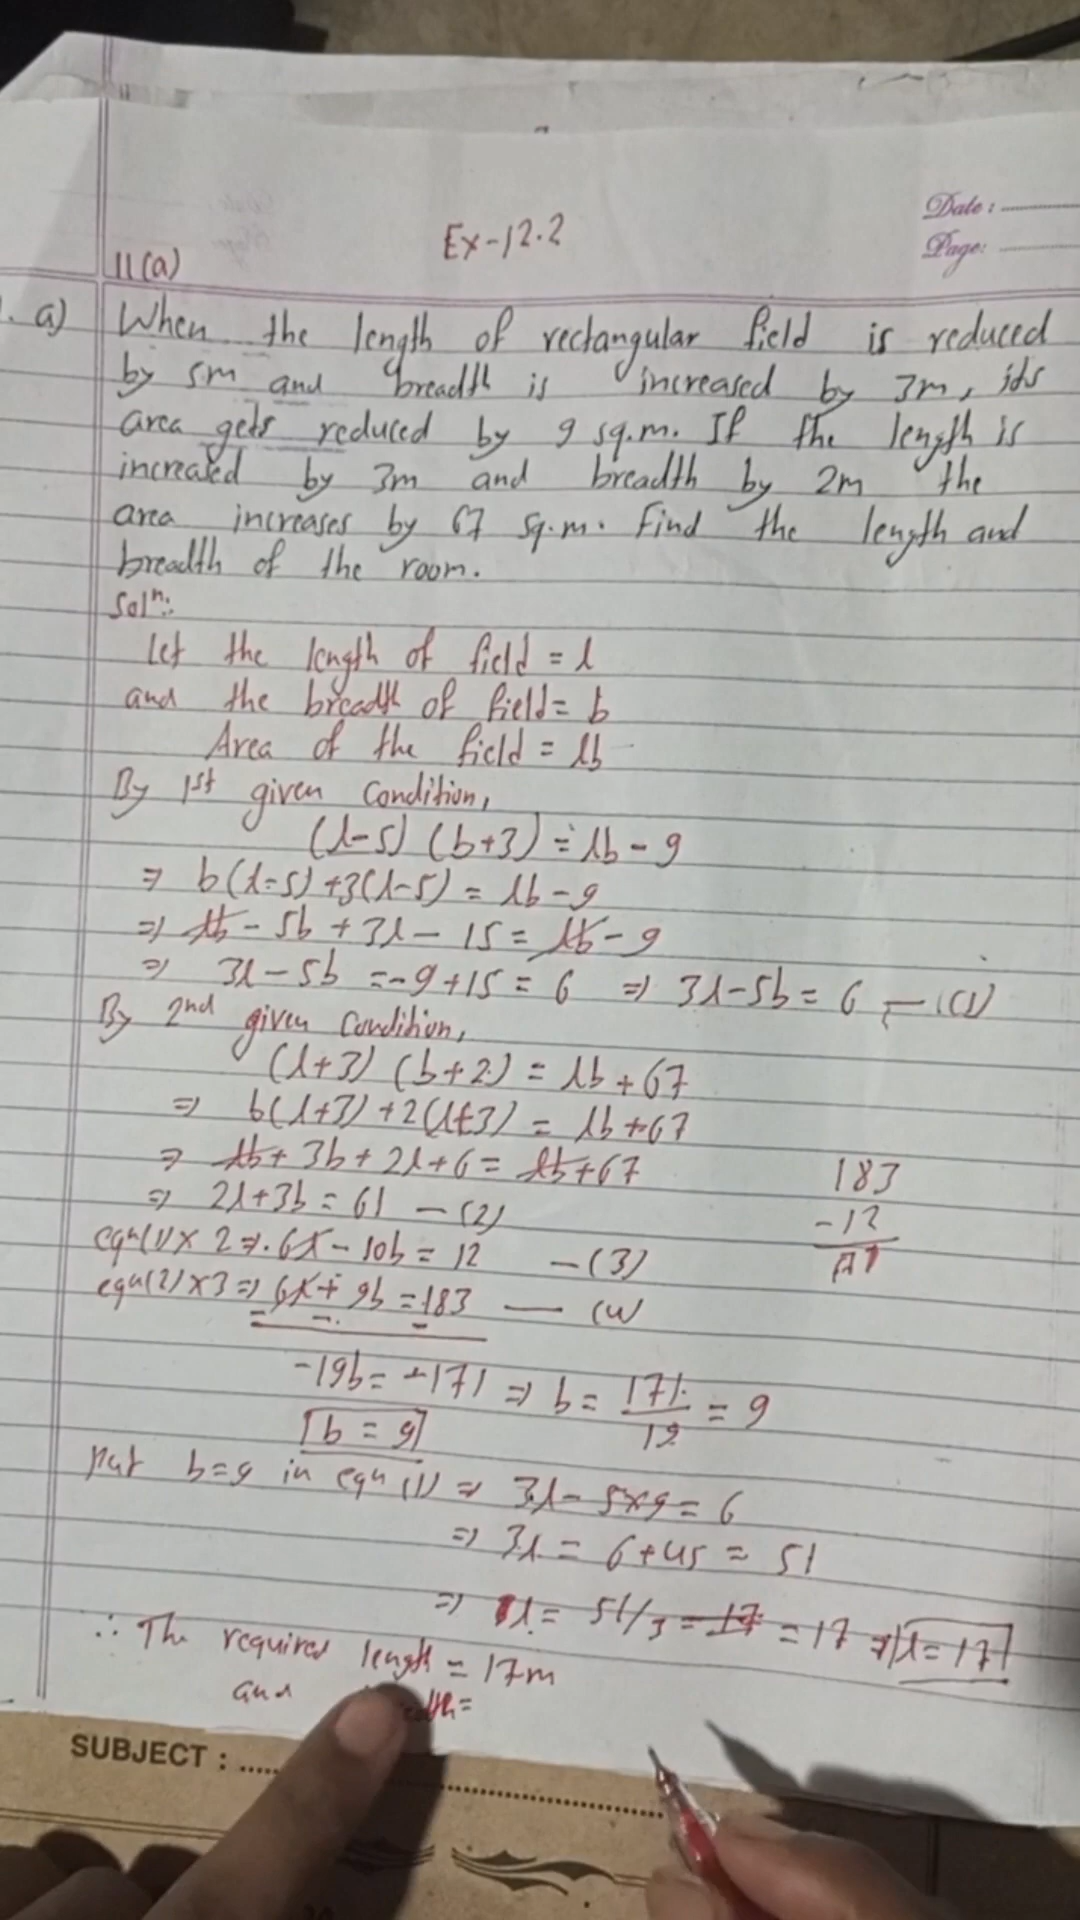 Date :
Ex-12.2
Page:
11(a)
a) When the length of rectangular field is reduced
by 5m and breadth is increased by 3m, its
area gets reduced by 9 sq.m. If the length is
increased by 3m and breadth by 2m the
area increases by 67 sq.m. Find the length and
breadth of the room.
Solⁿ:
Let the length of field = l
and the breadth of field = b
Area of the field = lb
By 1st given condition,
(l-5) (b+3) = lb - 9
⇒ b(l-5) +3(l-5) = lb - 9
⇒ lb - 5b + 3l - 15 = lb - 9
⇒ 3l - 5b = -9+15 = 6 ⇒ 3l-5b = 6 — (1)
By 2nd given condition,
(l+3) (b+2) = lb + 67
⇒ b(l+3) +2(l+3) = lb +67
⇒ lb + 3b + 2l + 6 = lb + 67
183
⇒ 2l+3b = 61 — (2)
-12
eqn(1) x 2 ⇒ 6l - 10b = 12 — (3)
171
eqn(2) x3 ⇒ 6l + 9b = 183 — (4)
- - -
-19b = -171 ⇒ b = 171/19 = 9
b = 9
Put b=9 in eqn (1) ⇒ 3l - 5x9 = 6
⇒ 3l = 6+45 = 51
⇒ l = 51/3 = 17 = 17 ⇒ l = 17
∴ The required length = 17m
and =
SUBJECT :